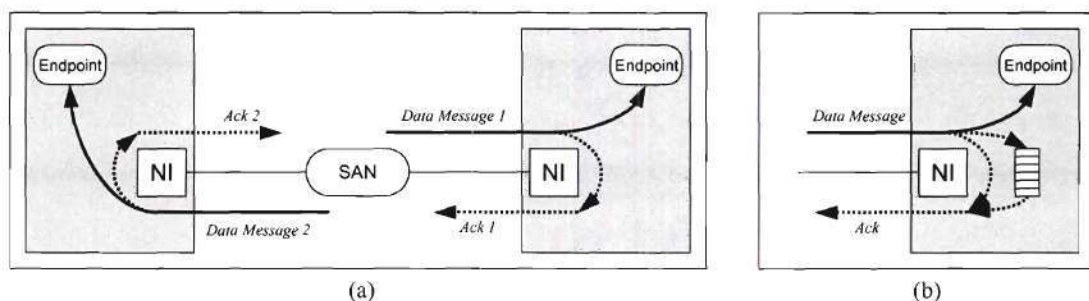 Endpoint
Ack 2
NI
Data Message 2
SAN
Data Message 1
Endpoint
NI
Ack 1
(a)
Endpoint
Data Message
NI
Ack
(b)